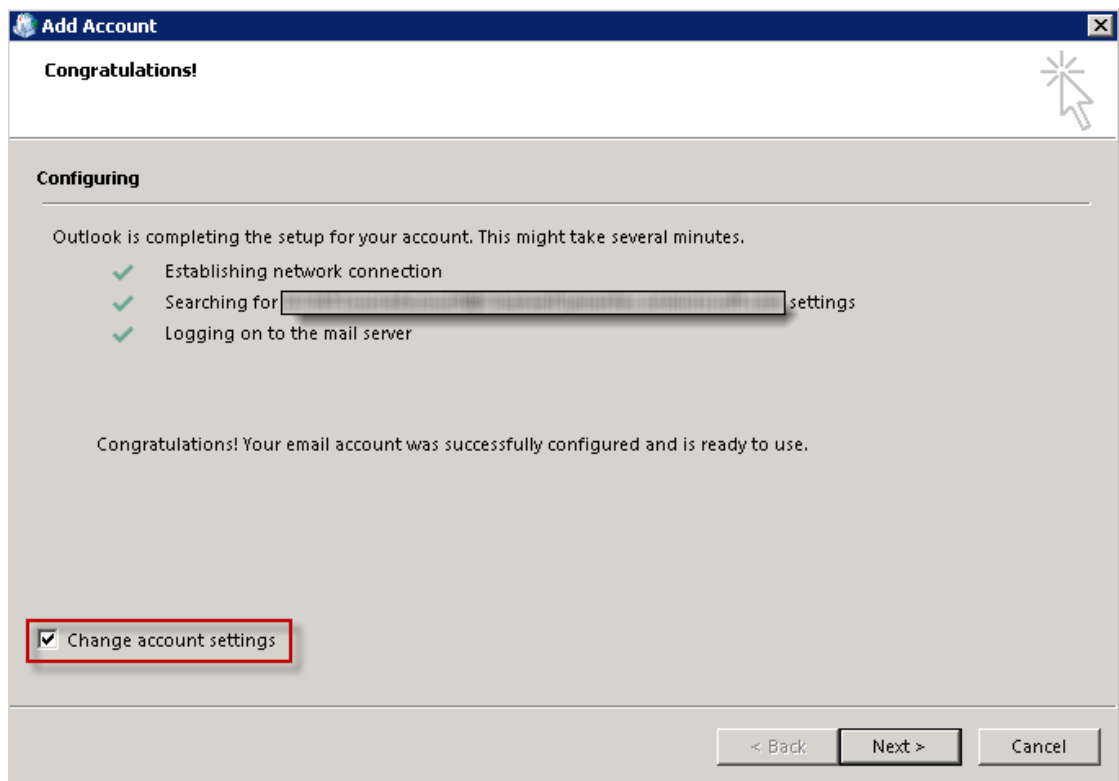 Add Account
Congratulations!
Configuring
Outlook is completing the setup for your account. This might take several minutes.
Establishing network connection
Searching for settings
Logging on to the mail server
Congratulations! Your email account was successfully configured and is ready to use.
Change account settings
< Back Next > Cancel